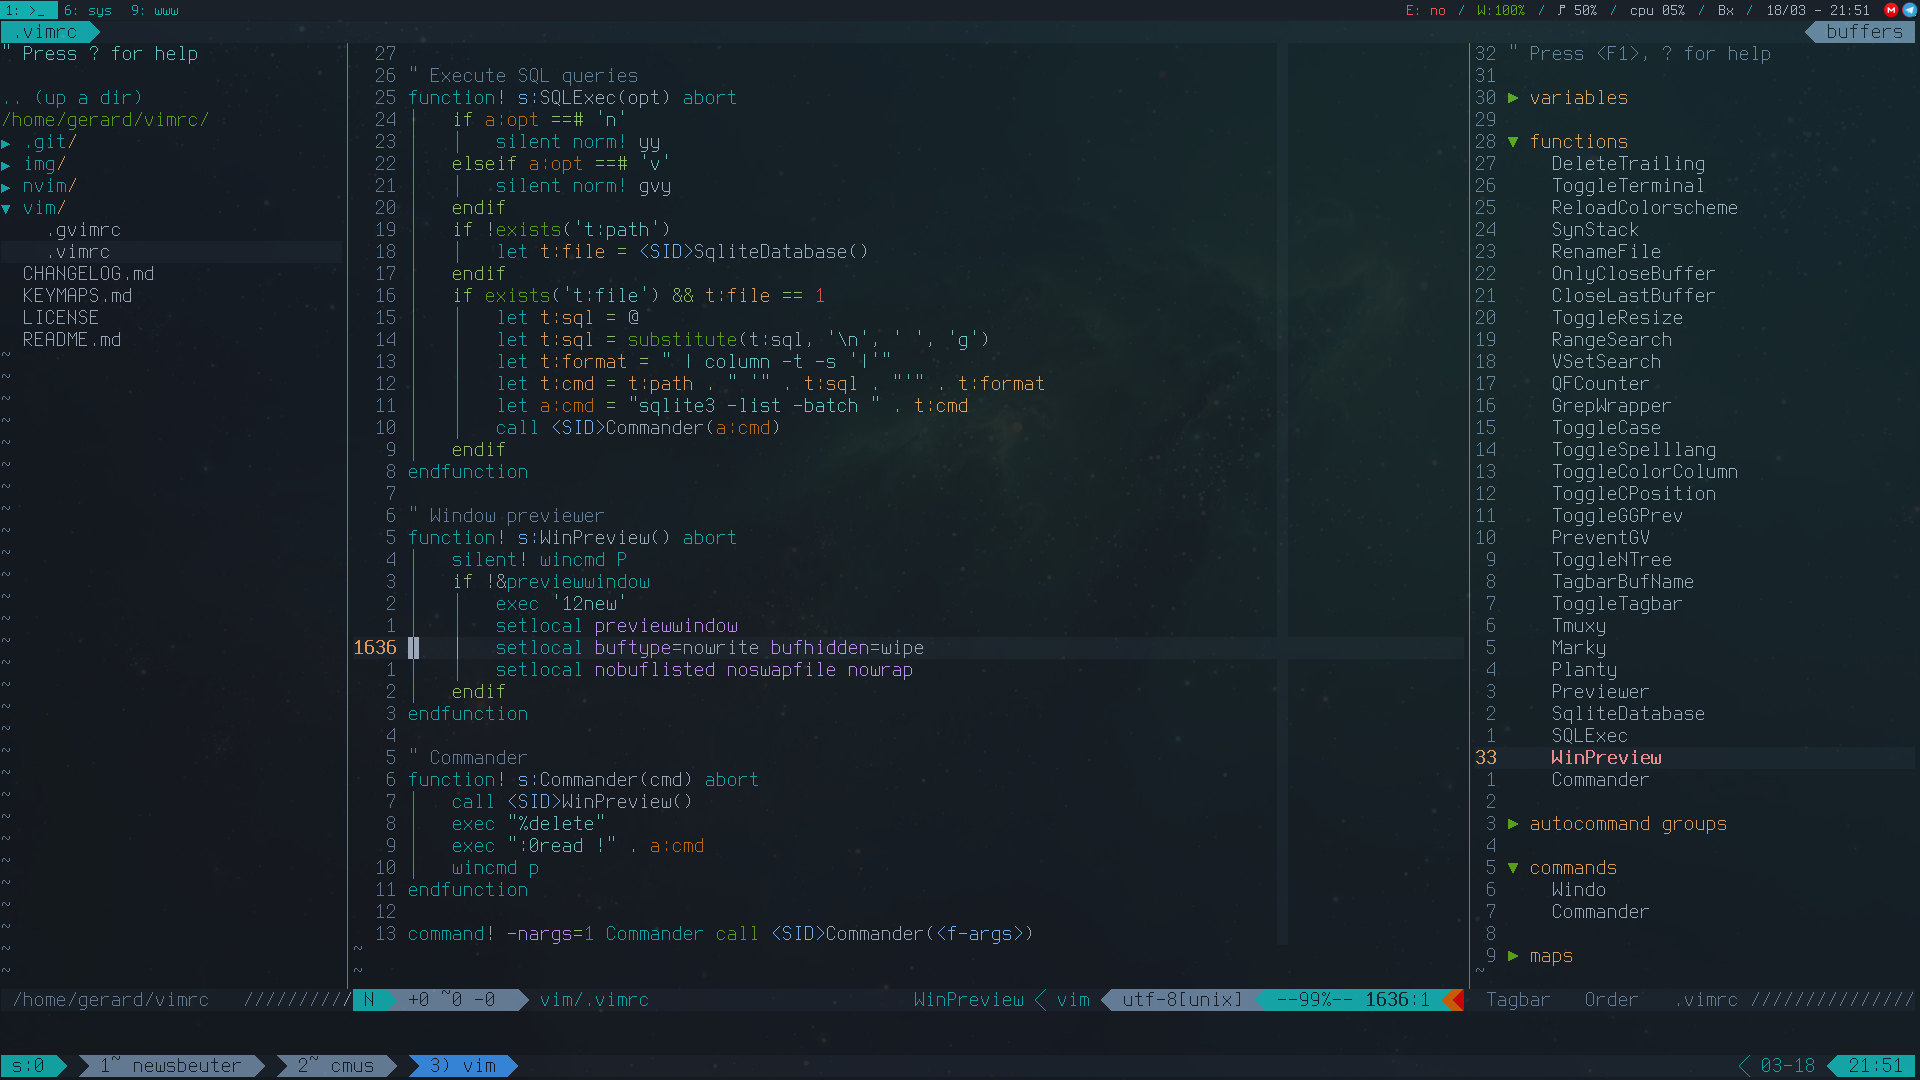 1: >_ 6: sys 9: www
E: no / W:100% / 50% / cpu 05% / Bx / 18/03 - 21:51
.vimrc
buffers
" Press ? for help
.. (up a dir)
/home/gerard/vimrc/
▸ .git/
▸ img/
▸ nvim/
▾ vim/
.gvimrc
.vimrc
CHANGELOG.md
KEYMAPS.md
LICENSE
README.md
27
26 " Execute SQL queries
25 function! s:SQLExec(opt) abort
24 if a:opt ==# 'n'
23 silent norm! yy
22 elseif a:opt ==# 'v'
21 silent norm! gvy
20 endif
19 if !exists('t:path')
18 let t:file = <SID>SqliteDatabase()
17 endif
16 if exists('t:file') && t:file == 1
15 let t:sql = @
14 let t:sql = substitute(t:sql, '\n', ' ', 'g')
13 let t:format = " | column -t -s '|'"
12 let t:cmd = t:path . " '" . t:sql . "'" . t:format
11 let a:cmd = "sqlite3 -list -batch " . t:cmd
10 call <SID>Commander(a:cmd)
9 endif
8 endfunction
7
6 " Window previewer
5 function! s:WinPreview() abort
4 silent! wincmd P
3 if !&previewwindow
2 exec '12new'
1 setlocal previewwindow
1636 setlocal buftype=nowrite bufhidden=wipe
1 setlocal nobuflisted noswapfile nowrap
2 endif
3 endfunction
4
5 " Commander
6 function! s:Commander(cmd) abort
7 call <SID>WinPreview()
8 exec "%delete"
9 exec ":0read !" . a:cmd
10 wincmd p
11 endfunction
12
13 command! -nargs=1 Commander call <SID>Commander(<f-args>)
32 " Press <F1>, ? for help
31
30 ▸ variables
29
28 ▾ functions
27 DeleteTrailing
26 ToggleTerminal
25 ReloadColorscheme
24 SynStack
23 RenameFile
22 OnlyCloseBuffer
21 CloseLastBuffer
20 ToggleResize
19 RangeSearch
18 VSetSearch
17 QFCounter
16 GrepWrapper
15 ToggleCase
14 ToggleSpelllang
13 ToggleColorColumn
12 ToggleCPosition
11 ToggleGGPrev
10 PreventGV
9 ToggleNTree
8 TagbarBufName
7 ToggleTagbar
6 Tmuxy
5 Marky
4 Planty
3 Previewer
2 SqliteDatabase
1 SQLExec
33 WinPreview
1 Commander
2
3 ▸ autocommand groups
4
5 ▾ commands
6 Windo
7 Commander
8
9 ▸ maps
/home/gerard/vimrc //////////
N +0 ~0 -0 vim/.vimrc WinPreview < vim utf-8[unix] --99%-- 1636:1
Tagbar Order .vimrc ///////////////
s:0 1~ newsbeuter 2~ cmus 3) vim
03-18 21:51